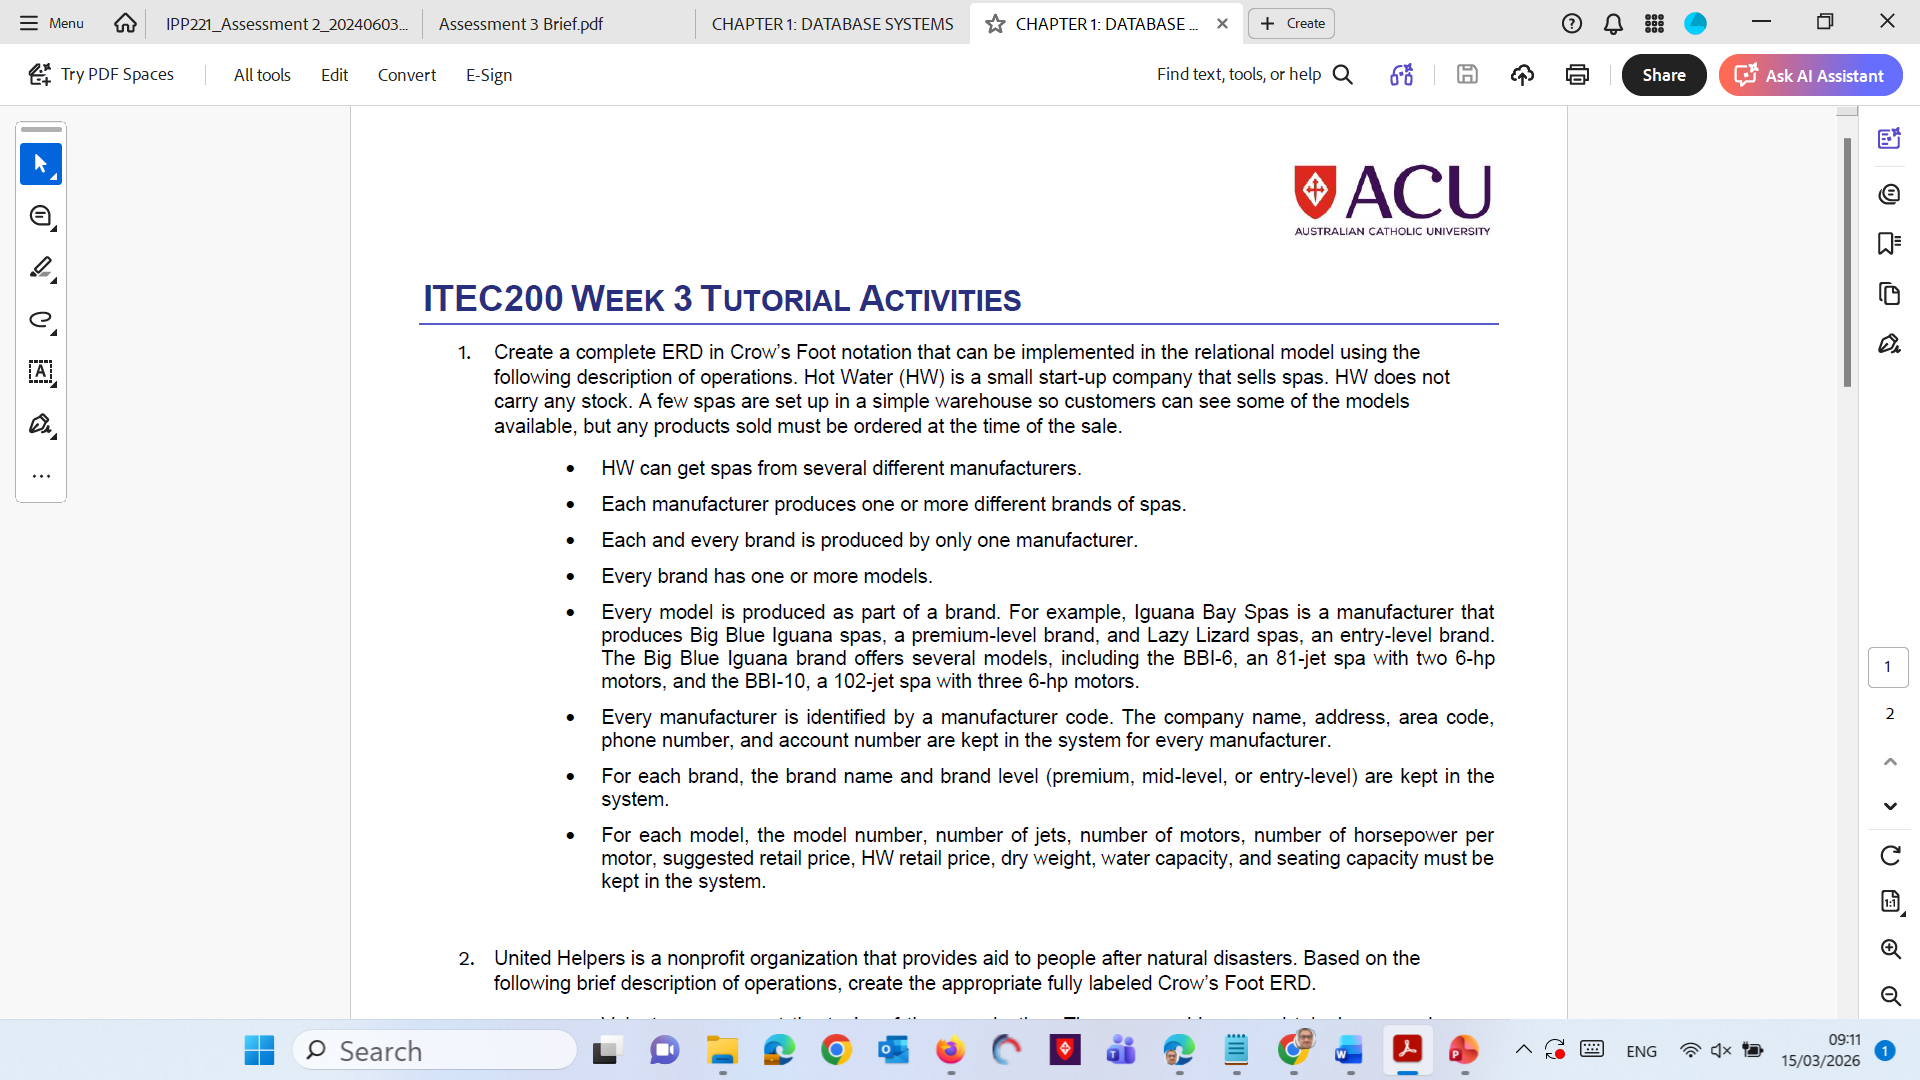 Menu
IPP221_Assessment 2_20240603...
Assessment 3 Brief.pdf
CHAPTER 1: DATABASE SYSTEMS
CHAPTER 1: DATABASE ...
Create
Try PDF Spaces
All tools
Edit
Convert
E-Sign
Find text, tools, or help
Share
Ask AI Assistant
ACU
AUSTRALIAN CATHOLIC UNIVERSITY
ITEC200 WEEK 3 TUTORIAL ACTIVITIES
1. Create a complete ERD in Crow's Foot notation that can be implemented in the relational model using the
following description of operations. Hot Water (HW) is a small start-up company that sells spas. HW does not
carry any stock. A few spas are set up in a simple warehouse so customers can see some of the models
available, but any products sold must be ordered at the time of the sale.
• HW can get spas from several different manufacturers.
• Each manufacturer produces one or more different brands of spas.
• Each and every brand is produced by only one manufacturer.
• Every brand has one or more models.
• Every model is produced as part of a brand. For example, Iguana Bay Spas is a manufacturer that
produces Big Blue Iguana spas, a premium-level brand, and Lazy Lizard spas, an entry-level brand.
The Big Blue Iguana brand offers several models, including the BBI-6, an 81-jet spa with two 6-hp
motors, and the BBI-10, a 102-jet spa with three 6-hp motors.
• Every manufacturer is identified by a manufacturer code. The company name, address, area code,
phone number, and account number are kept in the system for every manufacturer.
• For each brand, the brand name and brand level (premium, mid-level, or entry-level) are kept in the
system.
• For each model, the model number, number of jets, number of motors, number of horsepower per
motor, suggested retail price, HW retail price, dry weight, water capacity, and seating capacity must be
kept in the system.
2. United Helpers is a nonprofit organization that provides aid to people after natural disasters. Based on the
following brief description of operations, create the appropriate fully labeled Crow's Foot ERD.
1
2
Search
ENG
09:11
15/03/2026
1